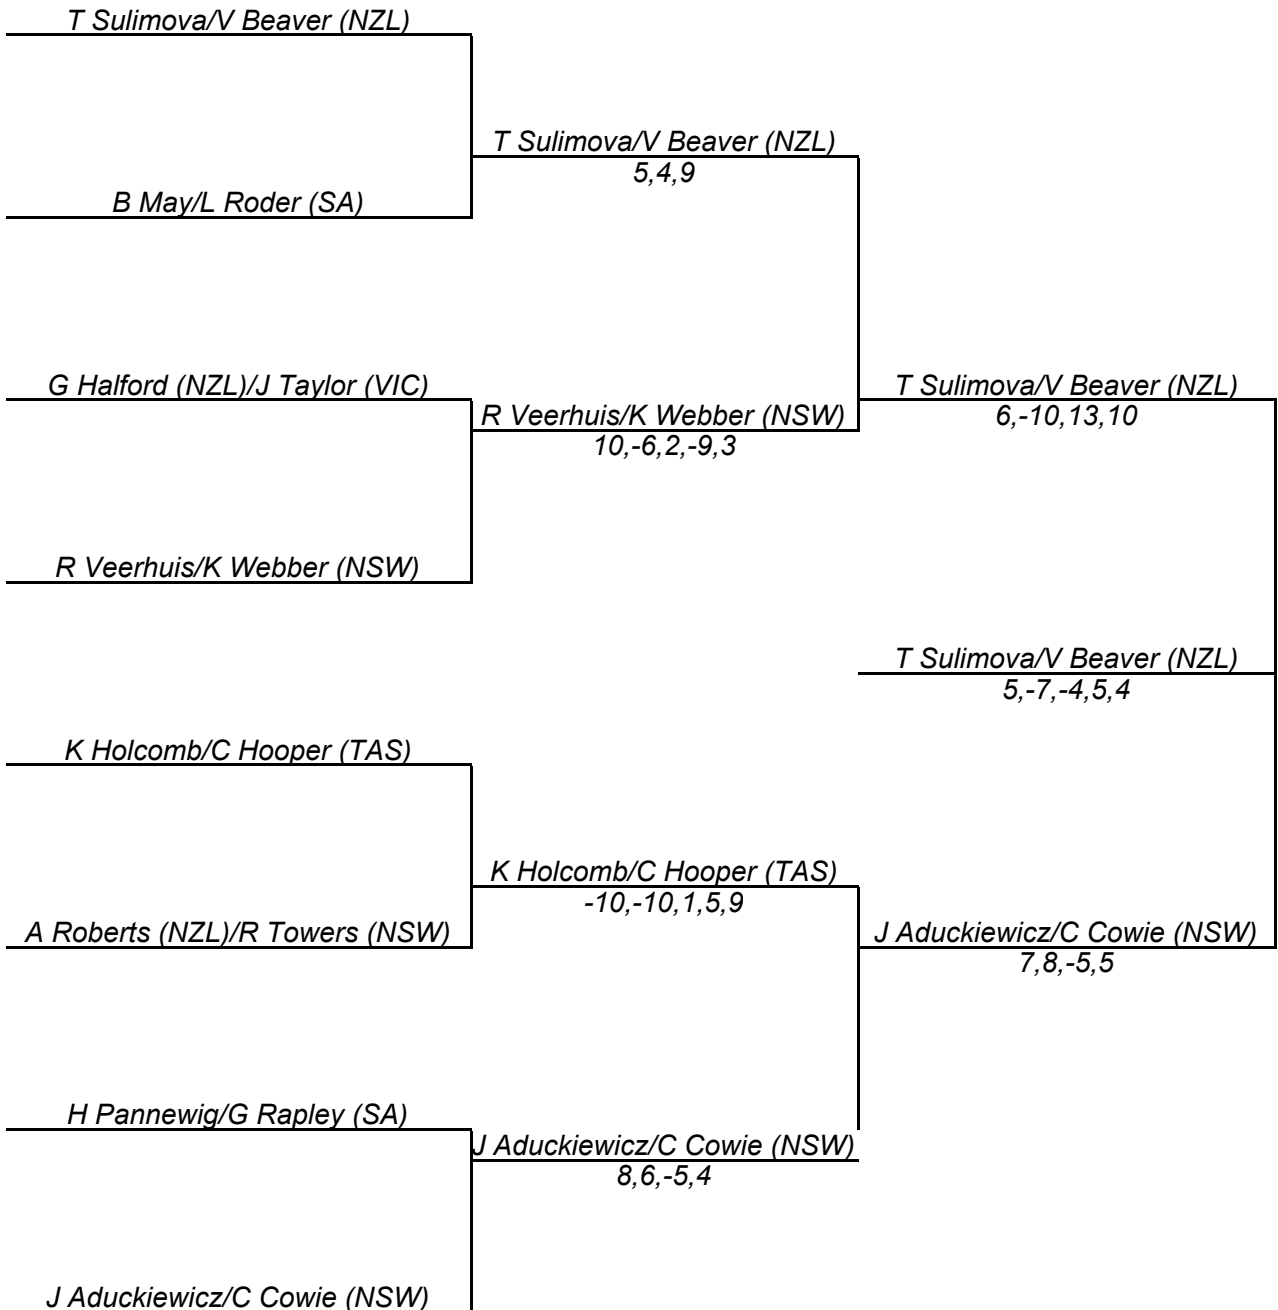 T Sulimova/V Beaver (NZL)
T Sulimova/V Beaver (NZL)
5,4,9
B May/L Roder (SA)
G Halford (NZL)/J Taylor (VIC)
T Sulimova/V Beaver (NZL)
6,-10,13,10
R Veerhuis/K Webber (NSW)
10,-6,2,-9,3
R Veerhuis/K Webber (NSW)
T Sulimova/V Beaver (NZL)
5,-7,-4,5,4
K Holcomb/C Hooper (TAS)
K Holcomb/C Hooper (TAS)
-10,-10,1,5,9
A Roberts (NZL)/R Towers (NSW)
J Aduckiewicz/C Cowie (NSW)
7,8,-5,5
H Pannewig/G Rapley (SA)
J Aduckiewicz/C Cowie (NSW)
8,6,-5,4
J Aduckiewicz/C Cowie (NSW)